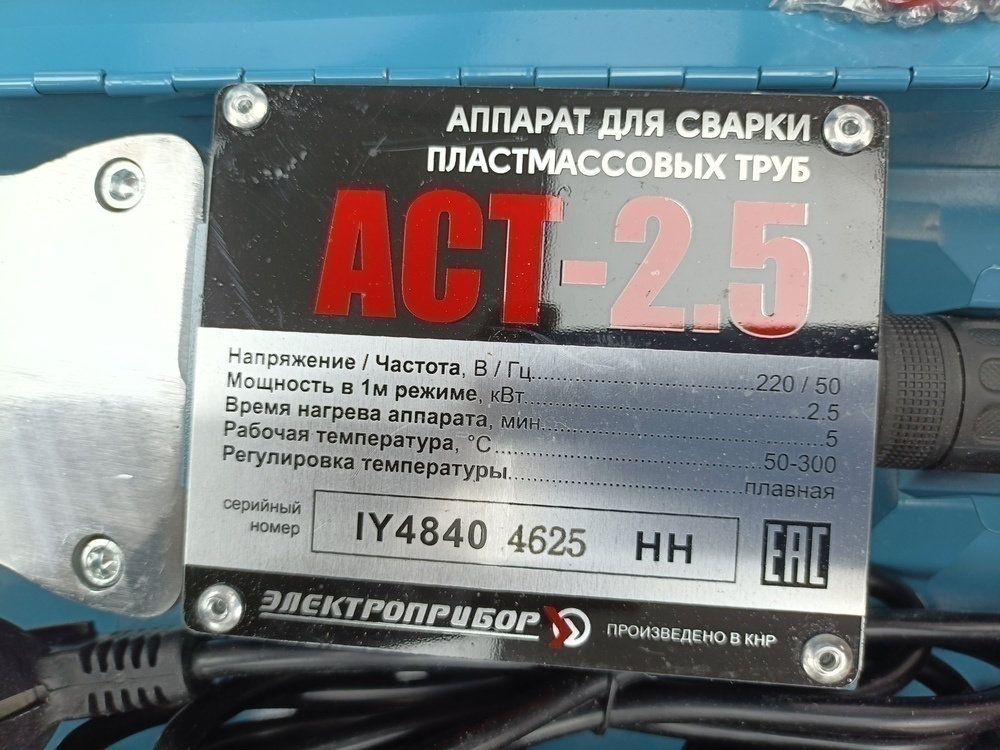 АППАРАТ ДЛЯ СВАРКИ
ПЛАСТМАССОВЫХ ТРУБ
АСТ-2.5
Напряжение / Частота, В / Гц............220 / 50
Мощность в 1м режиме, кВт............2.5
Время нагрева аппарата, мин............5
Рабочая температура, °C............50-300
Регулировка температуры............плавная
серийный
номер
IY4840 4625 НН
ЕАС
ЭЛЕКТРОПРИБОР
ПРОИЗВЕДЕНО В КНР